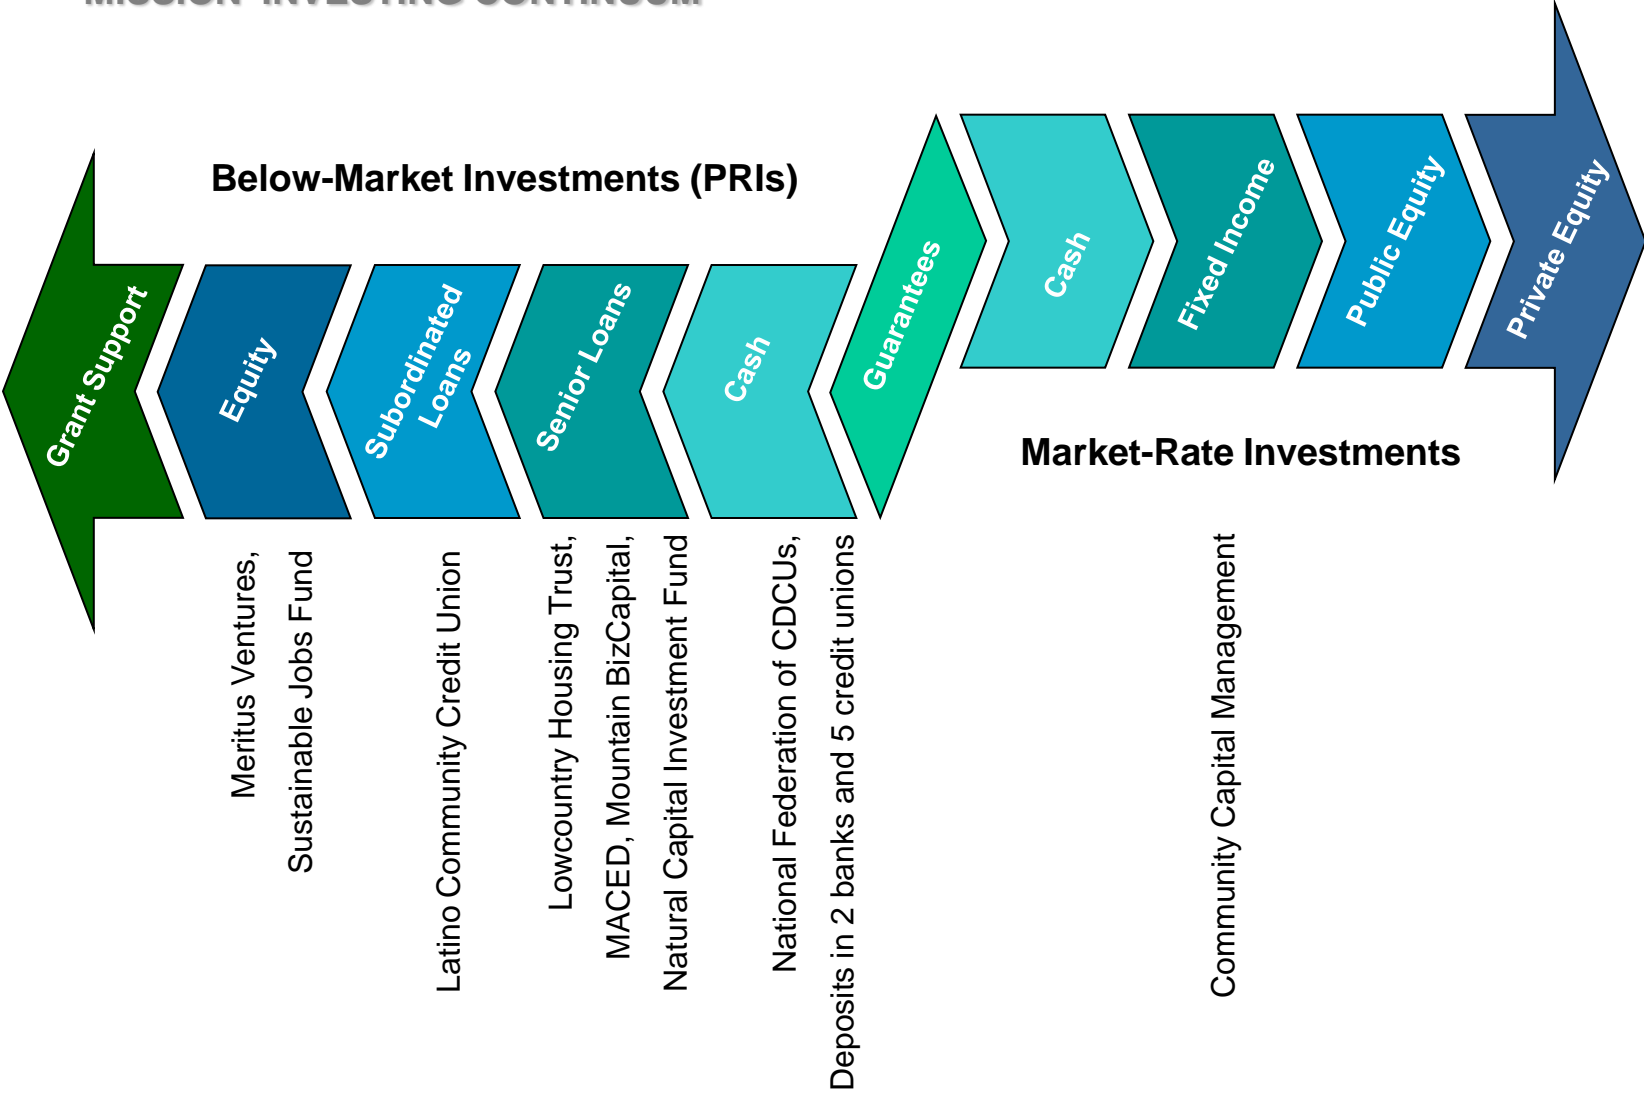 MISSION INVESTING CONTINUUM
Below-Market Investments (PRIs)
Grant Support
Equity
Subordinated
Loans
Senior Loans
Cash
Guarantees
Cash
Fixed Income
Public Equity
Private Equity
Market-Rate Investments
Meritus Ventures,
Sustainable Jobs Fund
Latino Community Credit Union
Lowcountry Housing Trust,
MACED, Mountain BizCapital,
Natural Capital Investment Fund
National Federation of CDCUs,
Deposits in 2 banks and 5 credit unions
Community Capital Management